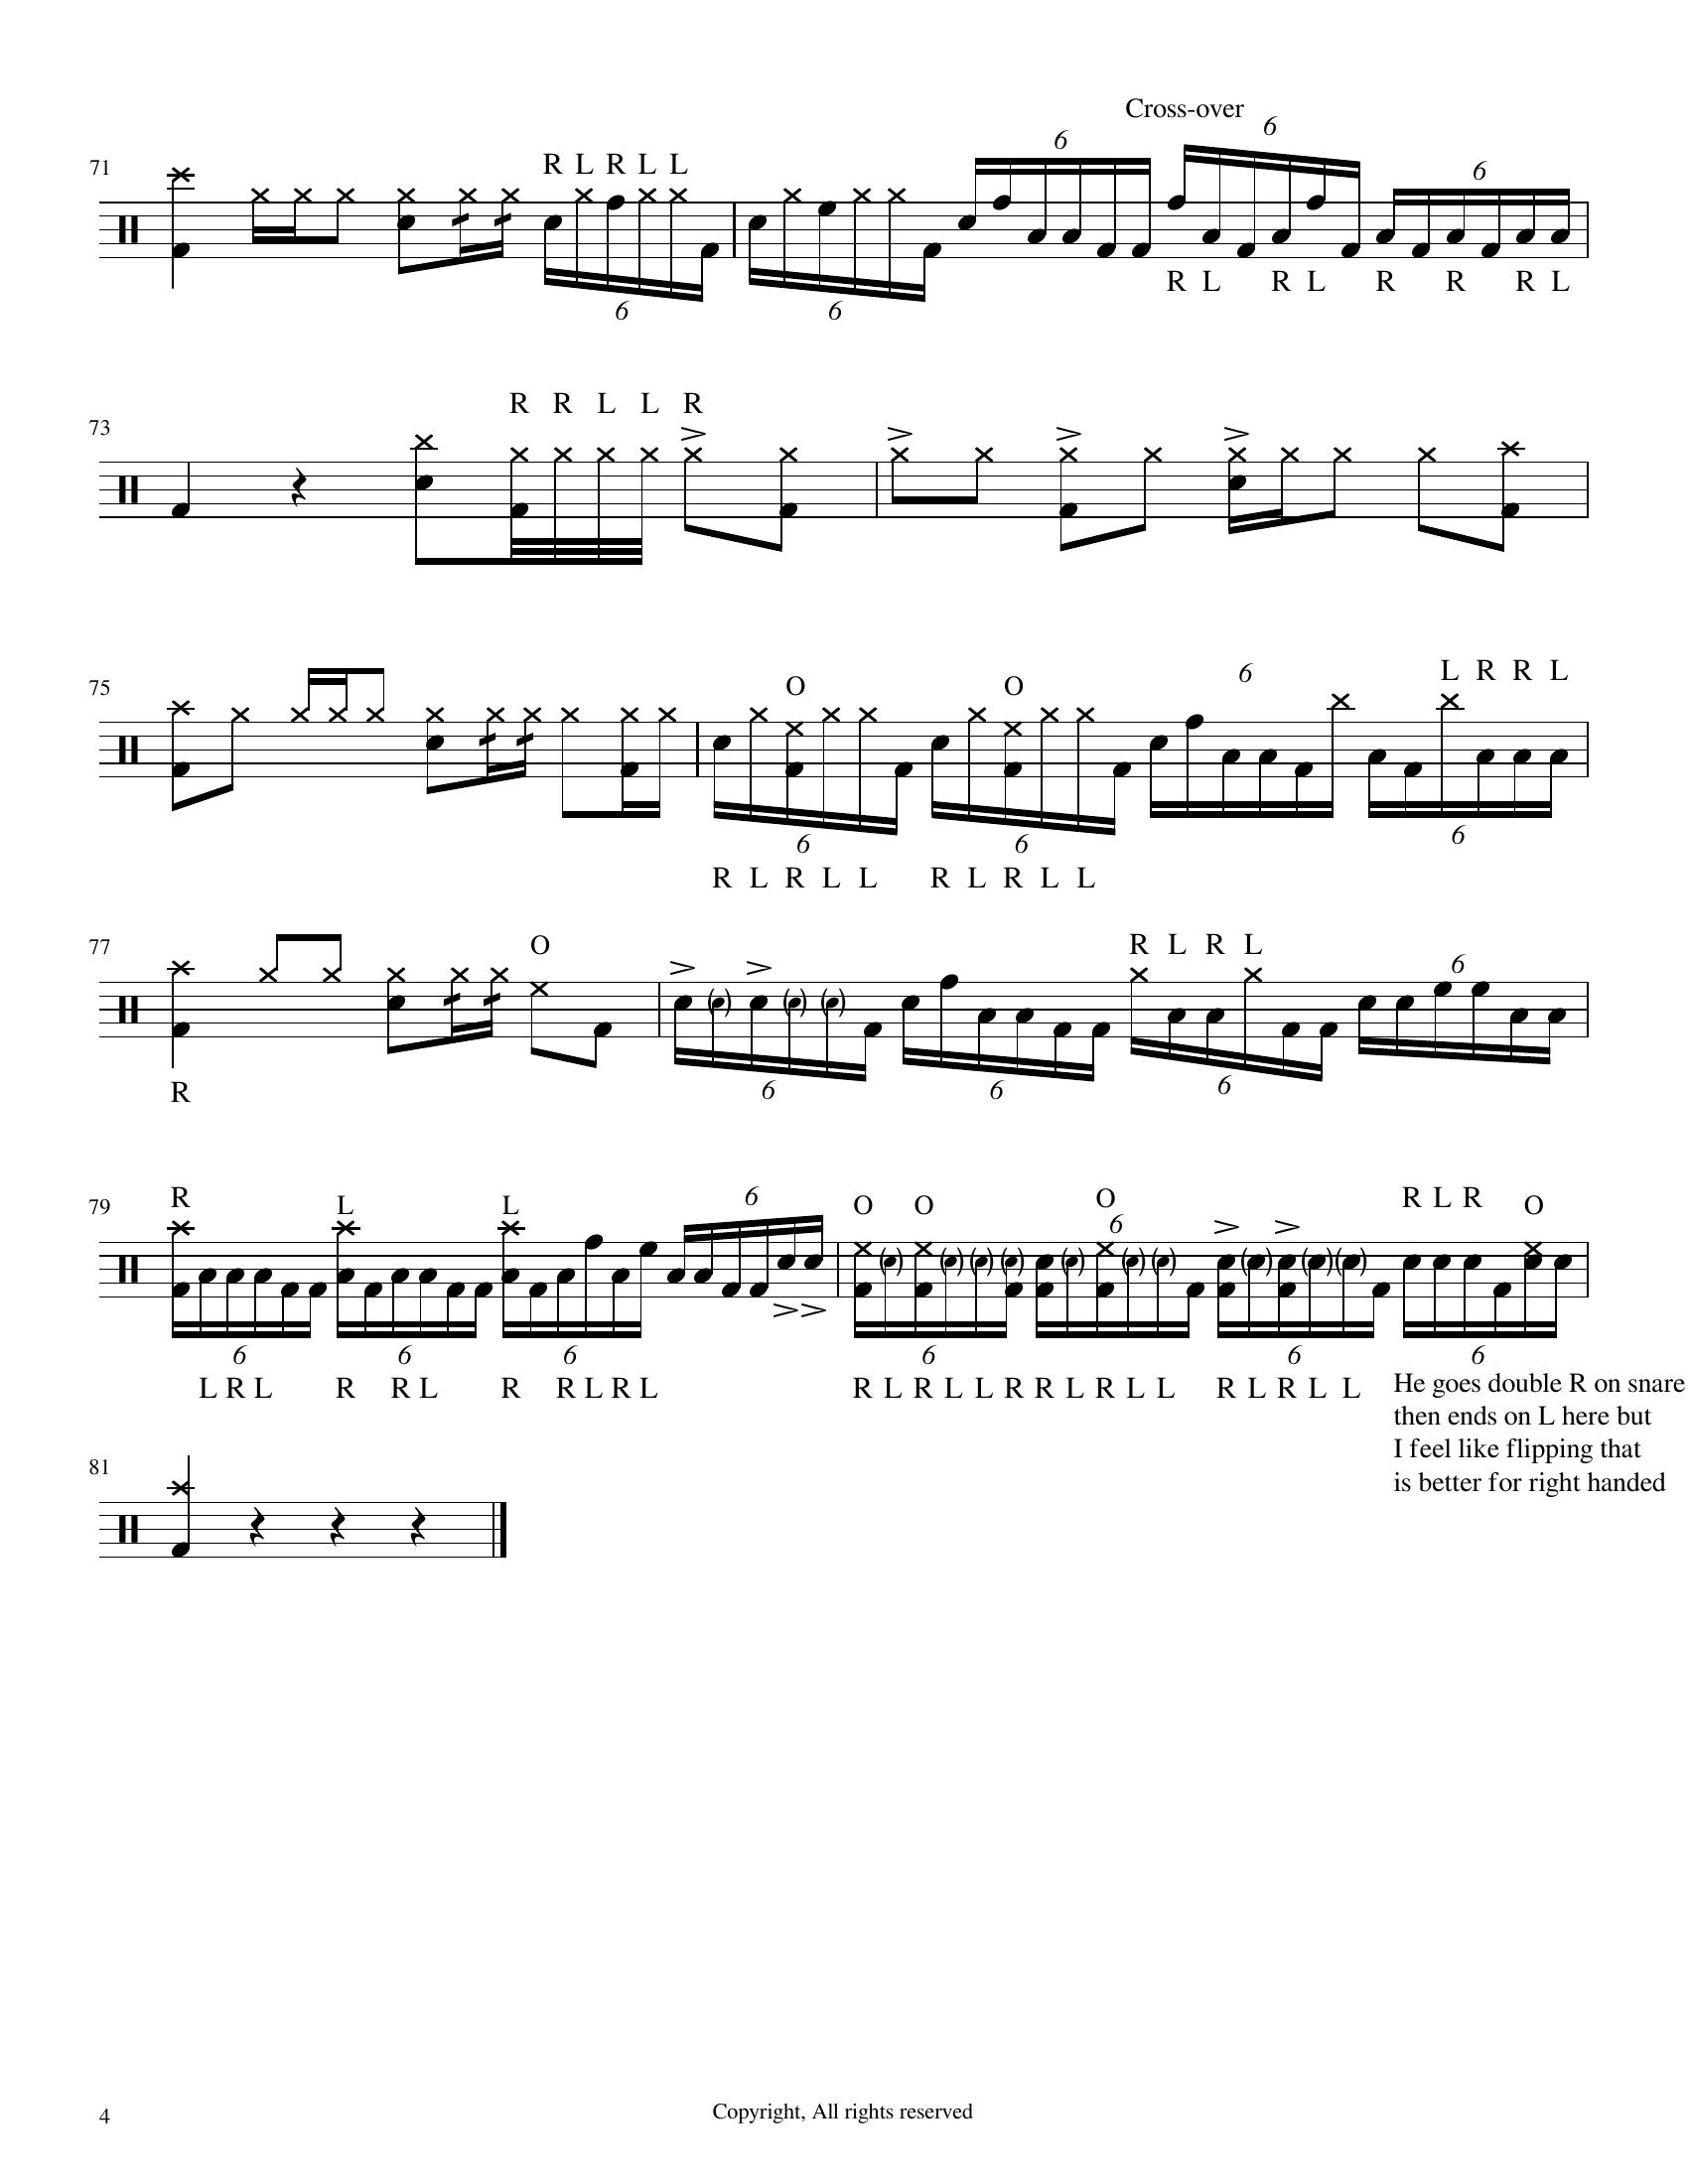 Cross-over
6
6
71
R L R L L
6
6
6
6
R L R L R R R L
R R L L R
73
75
O
O
6
L R R L
6
6
6
R L R L L R L R L L
77
O
R L R L
6
6
6
6
R
79
R
L
L
6
O
O
O
6
R L R
O
6
6
6
6
6
6
L R L R R L R R L R L
R L R L L R R L R L L R L R L L
He goes double R on snare
then ends on L here but
I feel like flipping that
is better for right handed
81
4
Copyright, All rights reserved